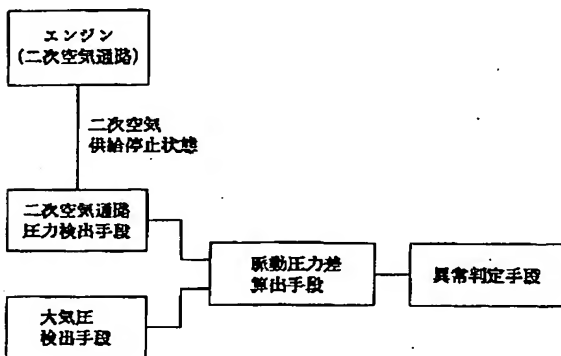 エンジン
(二次空気通路)
二次空気
供給停止状態
二次空気通路
圧力検出手段
脈動圧力差
算出手段
異常判定手段
大気圧
検出手段